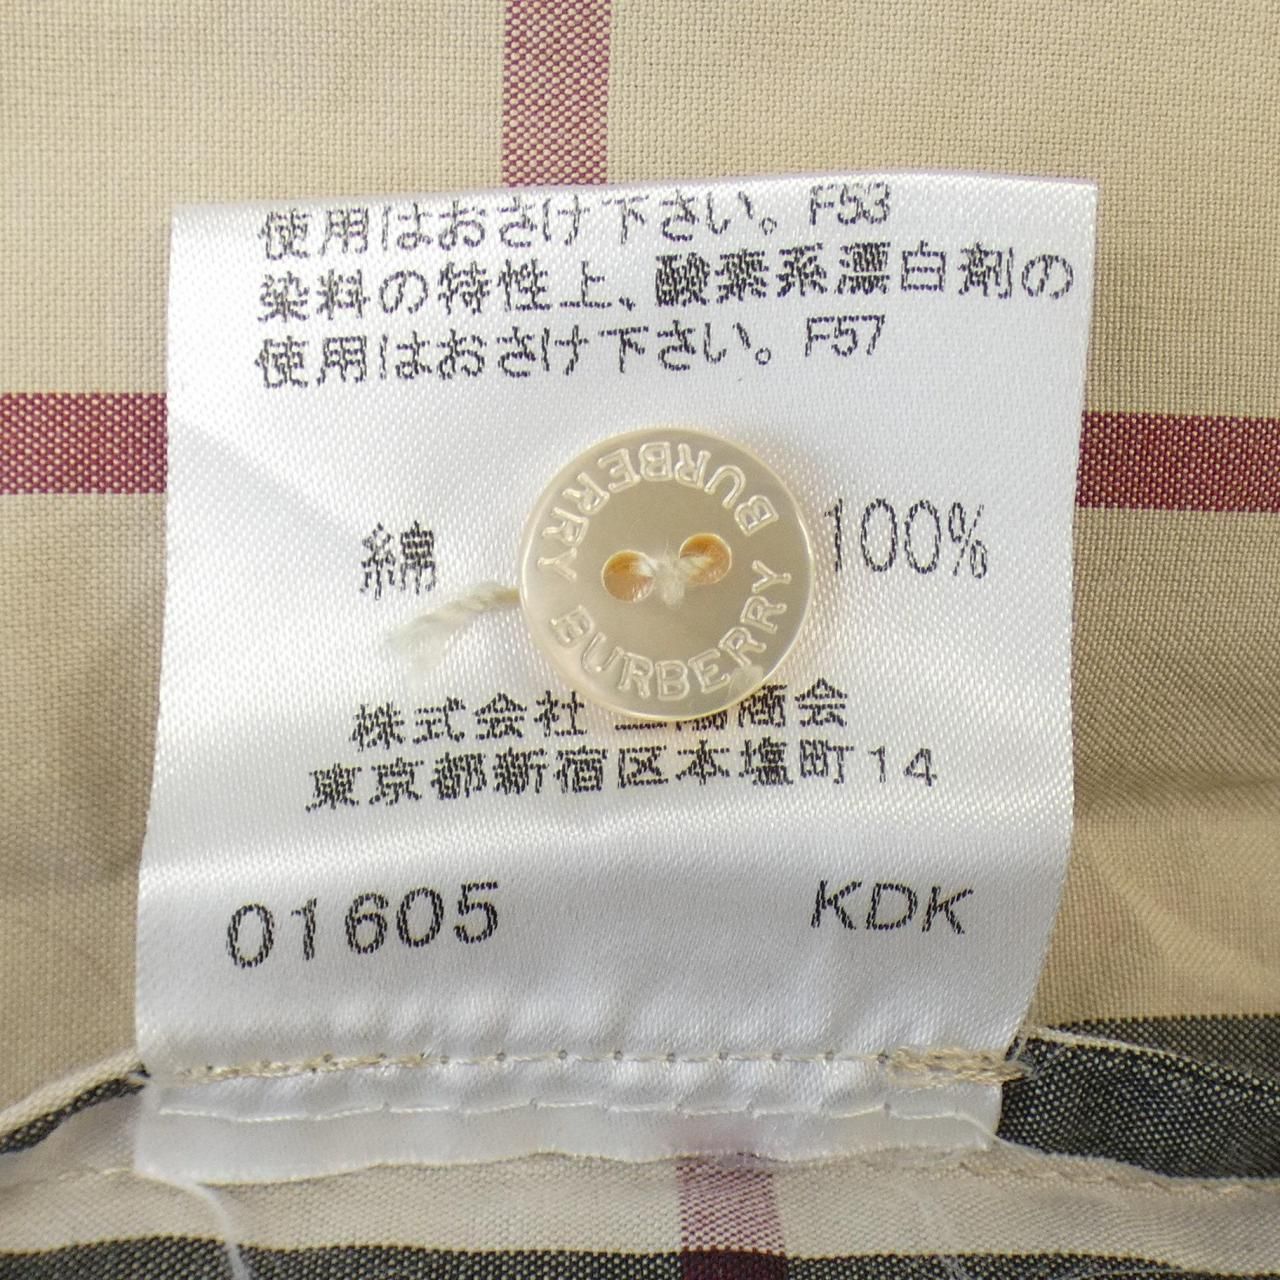 使用はおさけ下さい。F53
染料の特性上、酸素系漂白剤の
使用はおさけ下さい。F57
綿 100%
BURBERRY BURBERRY
株式会社 三陽商会
東京都新宿区本塩町14
01605 KDK